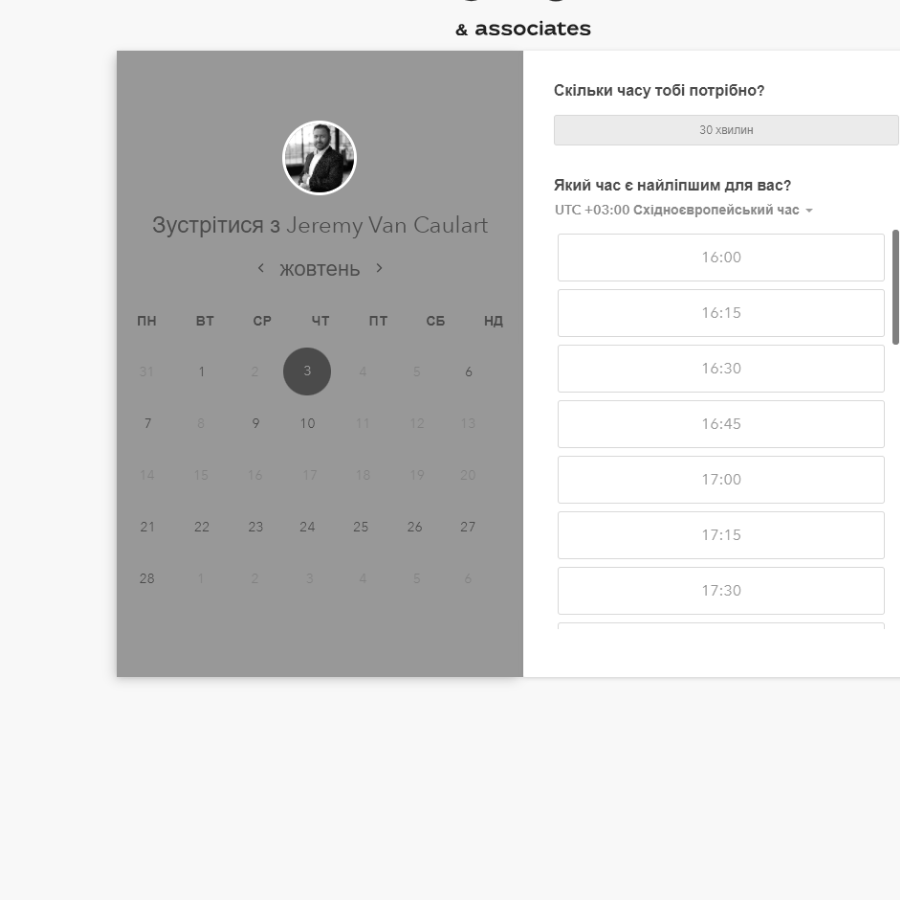 & associates
Зустрітися з Jeremy Van Caulart
жовтень
ПН ВТ СР ЧТ ПТ СБ НД
31 1 2 3 4 5 6
7 8 9 10 11 12 13
14 15 16 17 18 19 20
21 22 23 24 25 26 27
28 1 2 3 4 5 6
Скільки часу тобі потрібно?
30 хвилин
Який час є найліпшим для вас?
UTC +03:00 Східноєвропейський час
16:00
16:15
16:30
16:45
17:00
17:15
17:30